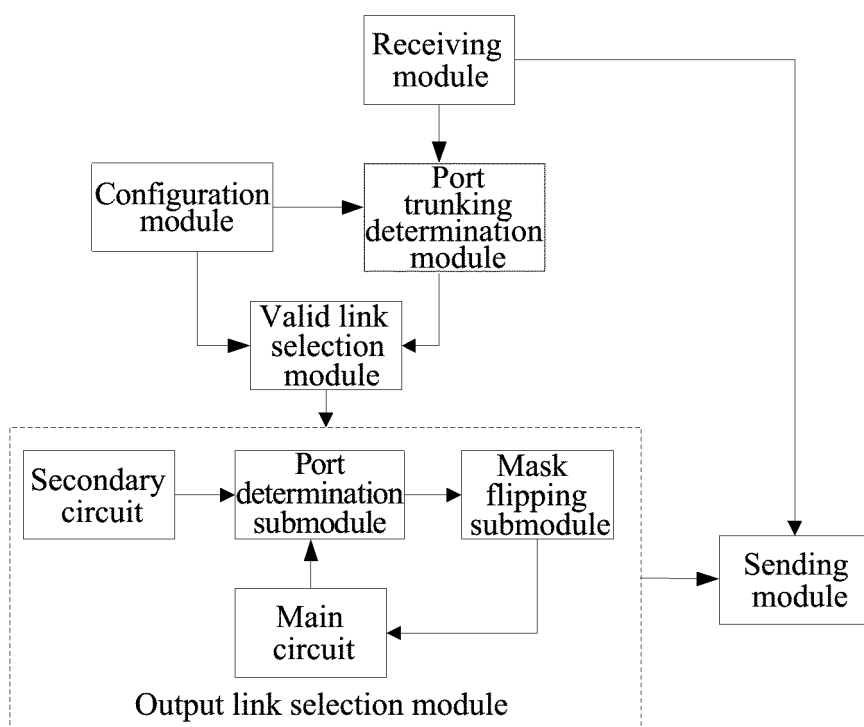 Receiving
module
Configuration
module
Port
trunking
determination
module
Valid link
selection
module
Secondary
circuit
Port
determination
submodule
Mask
flipping
submodule
Main
circuit
Sending
module
Output link selection module